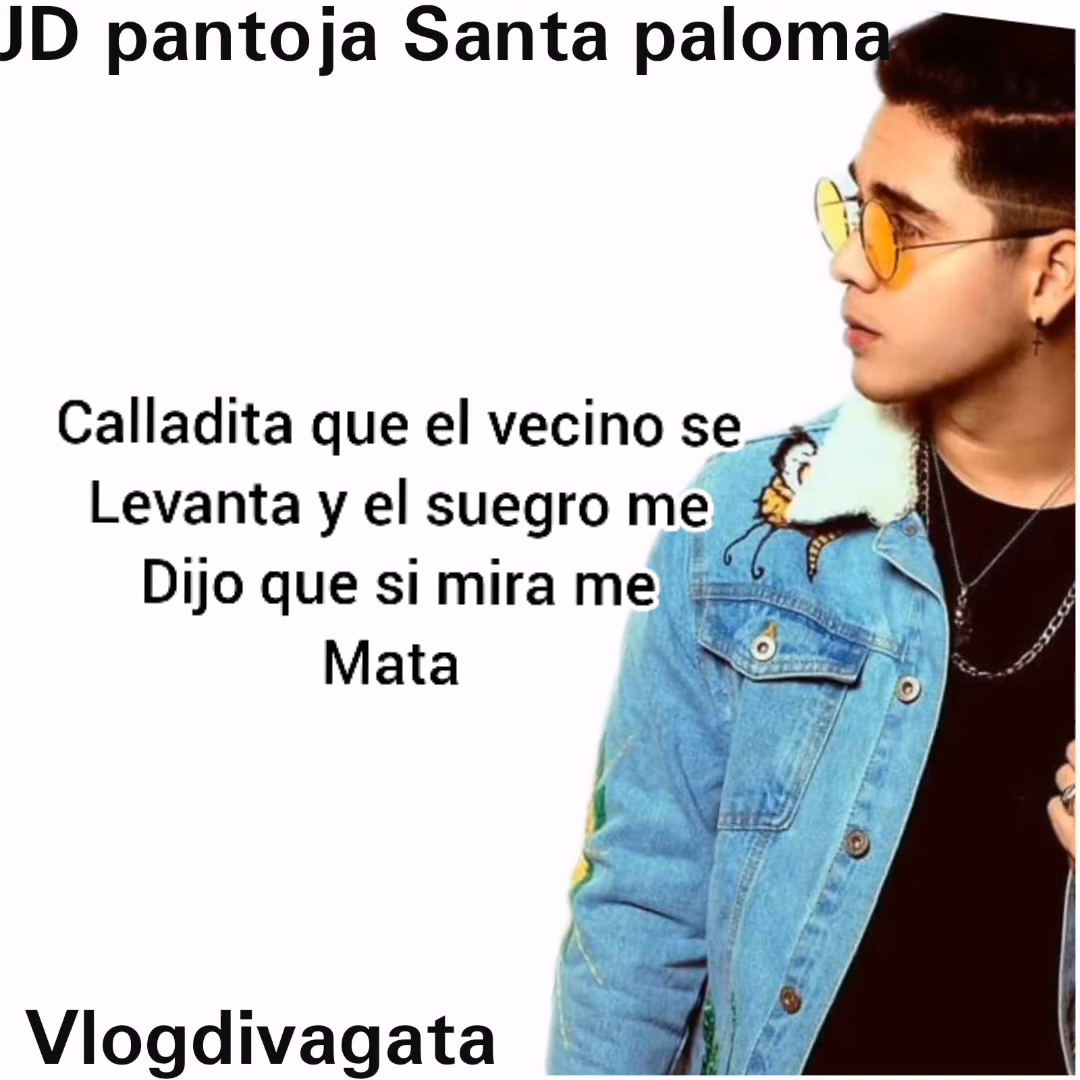 JD pantoja Santa paloma
Calladita que el vecino se
Levanta y el suegro me
Dijo que si mira me
Mata
Vlogdivagata